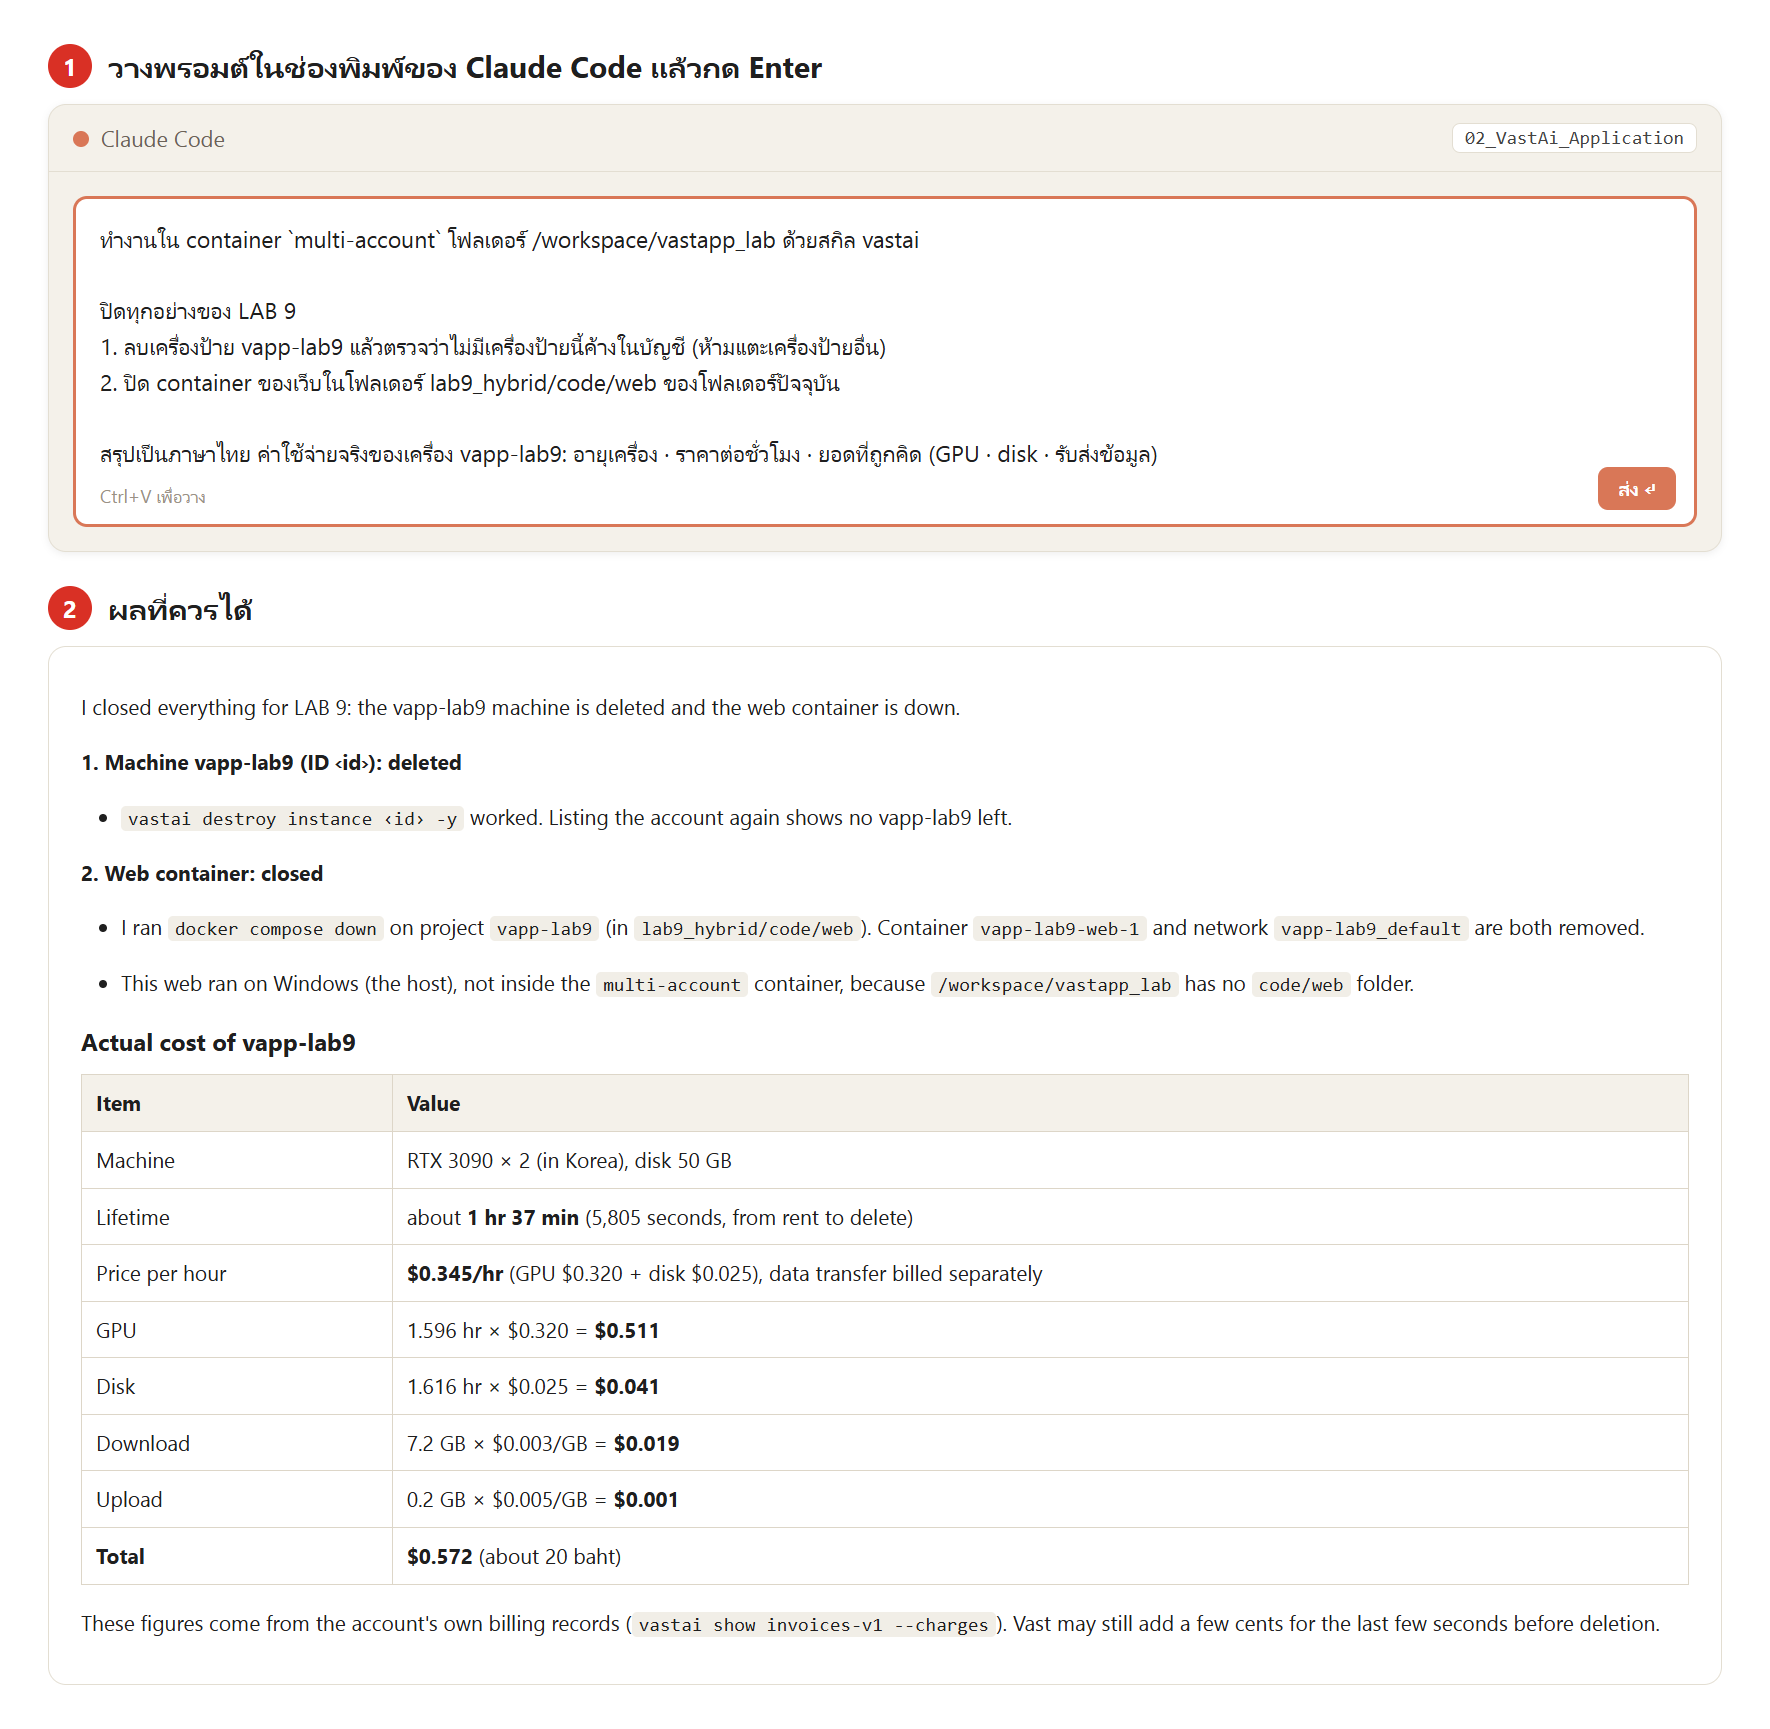 1 วางพรอมต์ในช่องพิมพ์ของ Claude Code แล้วกด Enter
Claude Code
02_VastAi_Application
ทำงานใน container `multi-account` โฟลเดอร์ /workspace/vastapp_lab ด้วยสกิล vastai
ปิดทุกอย่างของ LAB 9
1. ลบเครื่องป้าย vapp-lab9 แล้วตรวจว่าไม่มีเครื่องป้ายนี้ค้างในบัญชี (ห้ามแตะเครื่องป้ายอื่น)
2. ปิด container ของเว็บในโฟลเดอร์ lab9_hybrid/code/web ของโฟลเดอร์ปัจจุบัน
สรุปเป็นภาษาไทย ค่าใช้จ่ายจริงของเครื่อง vapp-lab9: อายุเครื่อง · ราคาต่อชั่วโมง · ยอดที่ถูกคิด (GPU · disk · รับส่งข้อมูล)
Ctrl+V เพื่อวาง
ส่ง ↵
2 ผลที่ควรได้
I closed everything for LAB 9: the vapp-lab9 machine is deleted and the web container is down.
1. Machine vapp-lab9 (ID ‹id›): deleted
• vastai destroy instance ‹id› -y worked. Listing the account again shows no vapp-lab9 left.
2. Web container: closed
• I ran docker compose down on project vapp-lab9 (in lab9_hybrid/code/web). Container vapp-lab9-web-1 and network vapp-lab9_default are both removed.
• This web ran on Windows (the host), not inside the multi-account container, because /workspace/vastapp_lab has no code/web folder.
Actual cost of vapp-lab9
Item Value
Machine RTX 3090 × 2 (in Korea), disk 50 GB
Lifetime about 1 hr 37 min (5,805 seconds, from rent to delete)
Price per hour $0.345/hr (GPU $0.320 + disk $0.025), data transfer billed separately
GPU 1.596 hr × $0.320 = $0.511
Disk 1.616 hr × $0.025 = $0.041
Download 7.2 GB × $0.003/GB = $0.019
Upload 0.2 GB × $0.005/GB = $0.001
Total $0.572 (about 20 baht)
These figures come from the account's own billing records (vastai show invoices-v1 --charges). Vast may still add a few cents for the last few seconds before deletion.